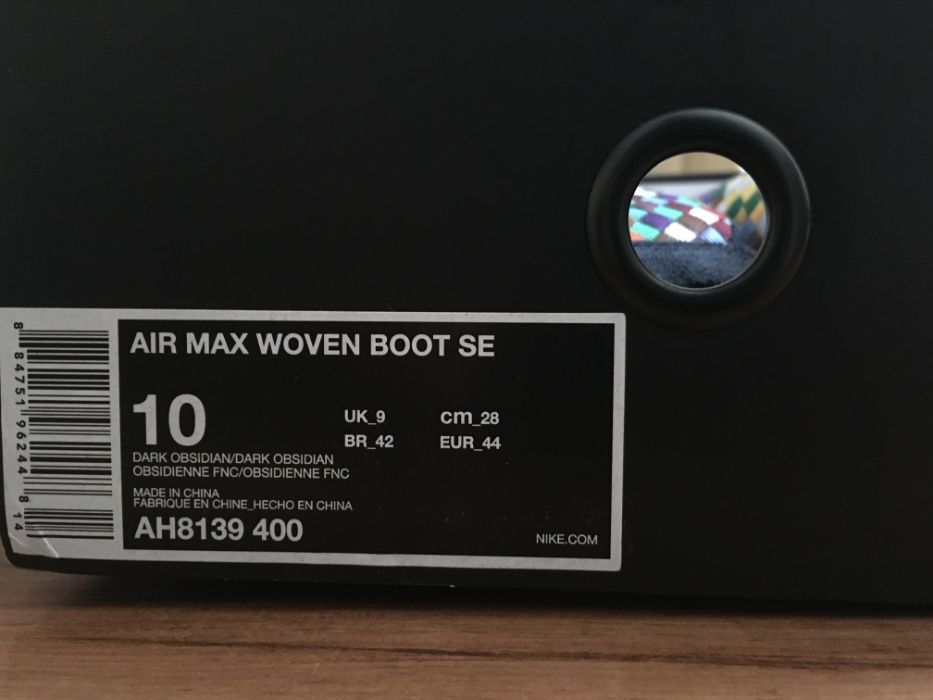 AIR MAX WOVEN BOOT SE
10
UK_9 cm_28
BR_42 EUR_44
DARK OBSIDIAN/DARK OBSIDIAN
OBSIDIENNE FNC/OBSIDIENNE FNC
MADE IN CHINA
FABRIQUE EN CHINE_HECHO EN CHINA
AH8139 400
NIKE.COM
8 84751 96244 8 14